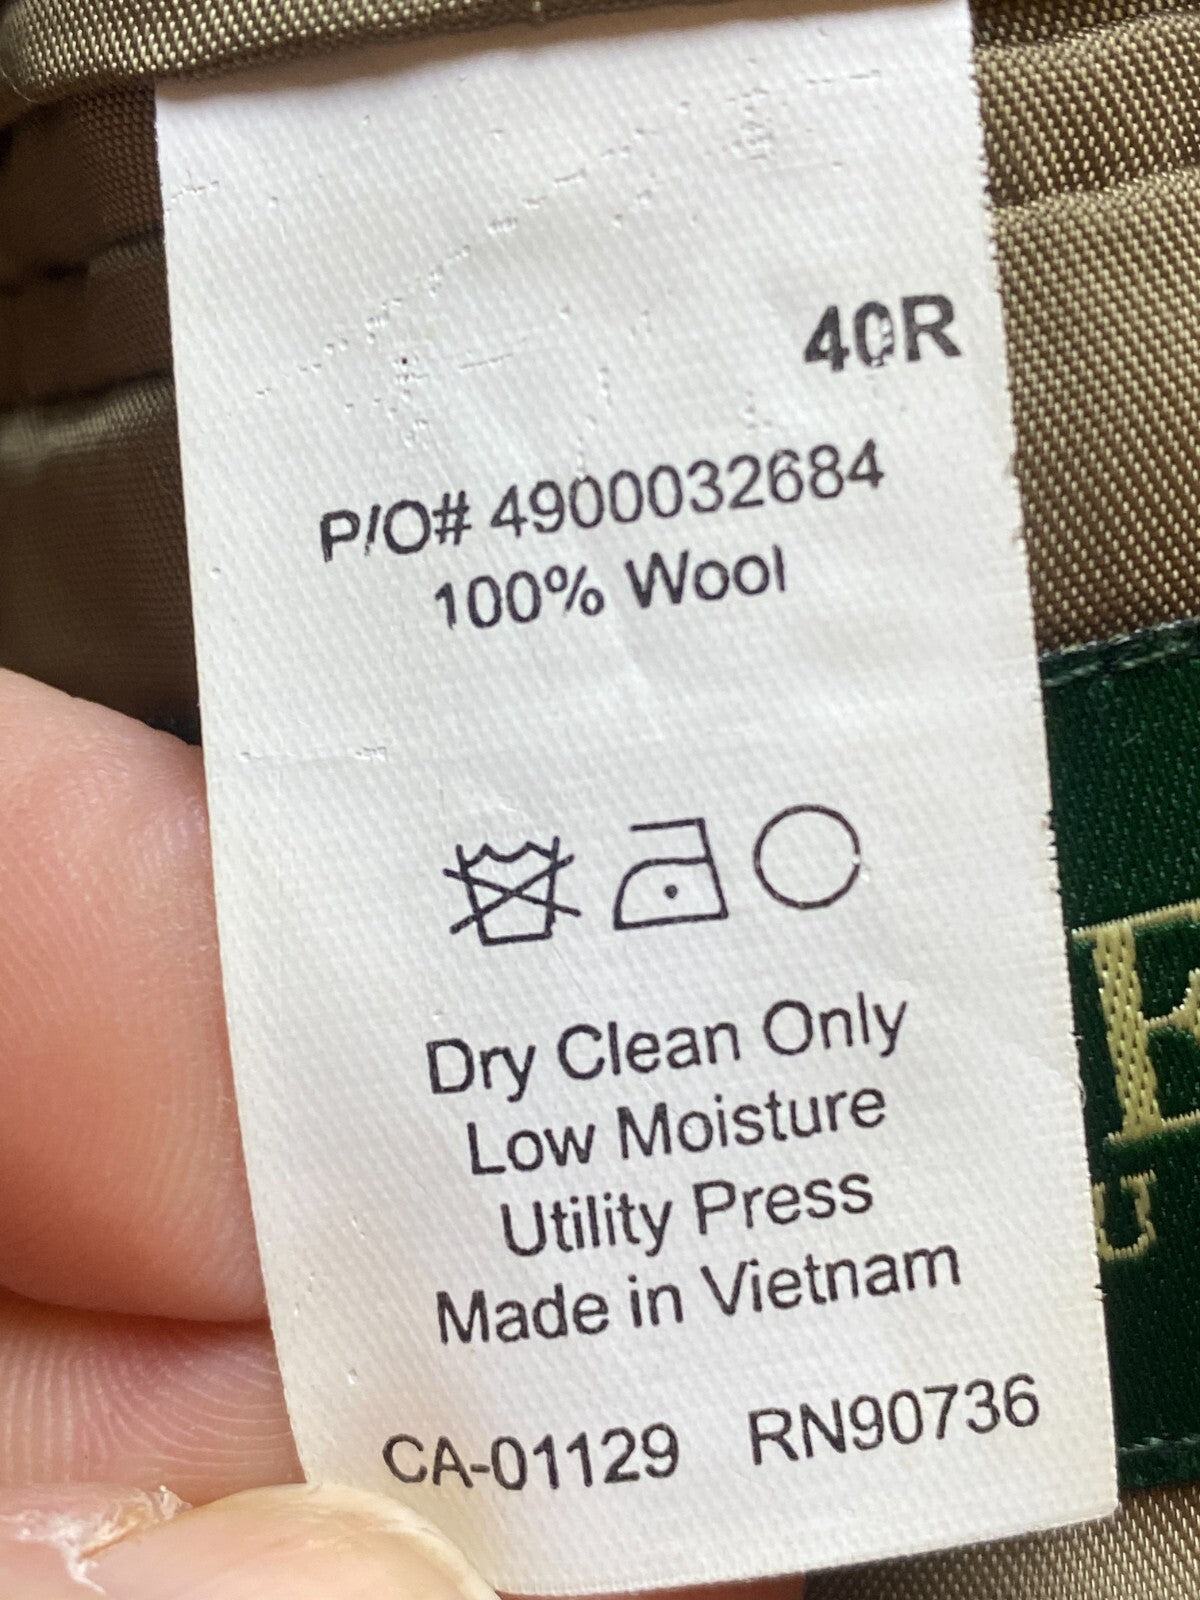 40R
P/O# 4900032684
100% Wool
Dry Clean Only
Low Moisture
Utility Press
Made in Vietnam
CA-01129 RN90736
E
U